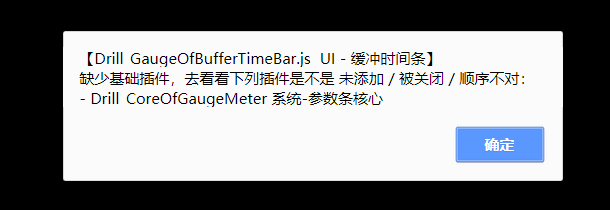 【Drill_GaugeOfBufferTimeBar.js  UI - 缓冲时间条】
缺少基础插件，去看看下列插件是不是 未添加 / 被关闭 / 顺序不对：
- Drill_CoreOfGaugeMeter 系统-参数条核心
确定